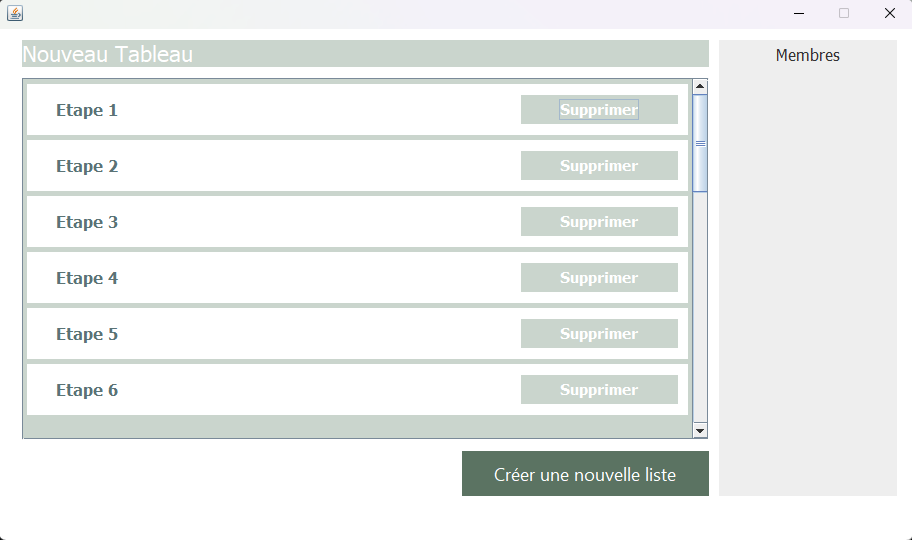 Nouveau Tableau
Membres
Etape 1 Supprimer
Etape 2 Supprimer
Etape 3 Supprimer
Etape 4 Supprimer
Etape 5 Supprimer
Etape 6 Supprimer
Créer une nouvelle liste